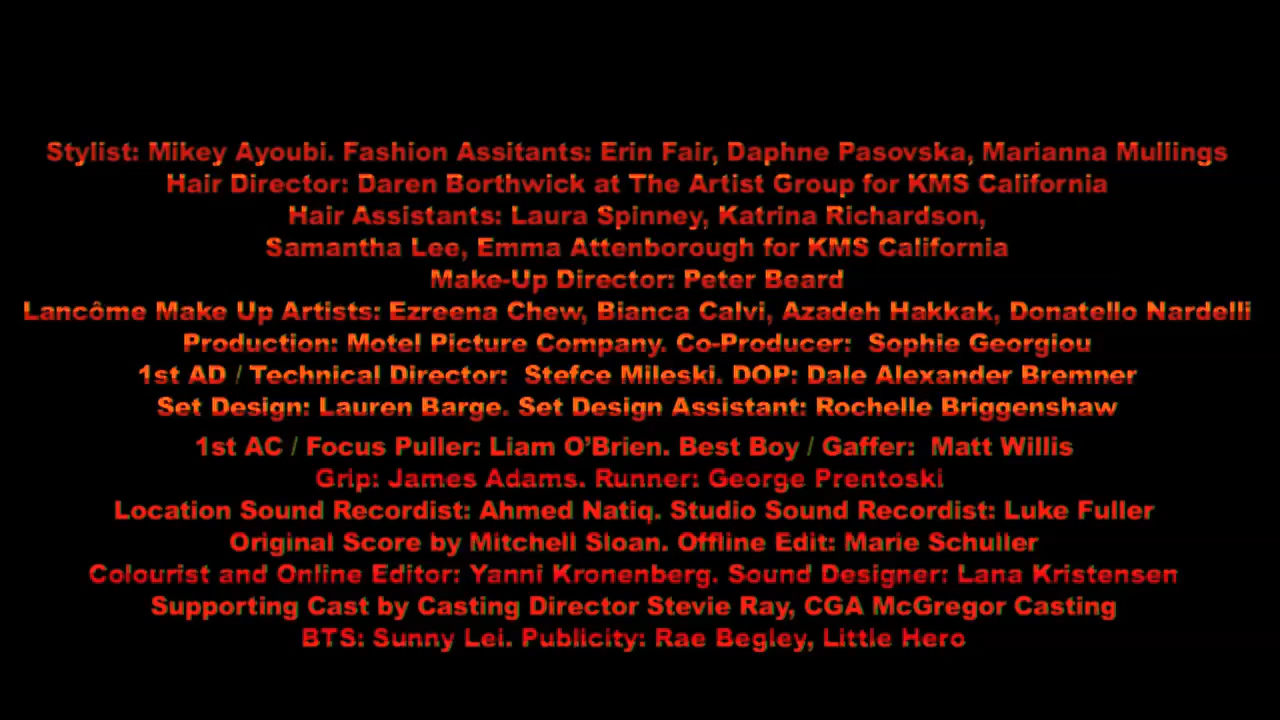 Stylist: Mikey Ayoubi. Fashion Assitants: Erin Fair, Daphne Pasovska, Marianna Mullings
Hair Director: Daren Borthwick at The Artist Group for KMS California
Hair Assistants: Laura Spinney, Katrina Richardson,
Samantha Lee, Emma Attenborough for KMS California
Make-Up Director: Peter Beard
Lancôme Make Up Artists: Ezreena Chew, Bianca Calvi, Azadeh Hakkak, Donatello Nardelli
Production: Motel Picture Company. Co-Producer:  Sophie Georgiou
1st AD / Technical Director:  Stefce Mileski. DOP: Dale Alexander Bremner
Set Design: Lauren Barge. Set Design Assistant: Rochelle Briggenshaw
1st AC / Focus Puller: Liam O’Brien. Best Boy / Gaffer:  Matt Willis
Grip: James Adams. Runner: George Prentoski
Location Sound Recordist: Ahmed Natiq. Studio Sound Recordist: Luke Fuller
Original Score by Mitchell Sloan. Offline Edit: Marie Schuller
Colourist and Online Editor: Yanni Kronenberg. Sound Designer: Lana Kristensen
Supporting Cast by Casting Director Stevie Ray, CGA McGregor Casting
BTS: Sunny Lei. Publicity: Rae Begley, Little Hero